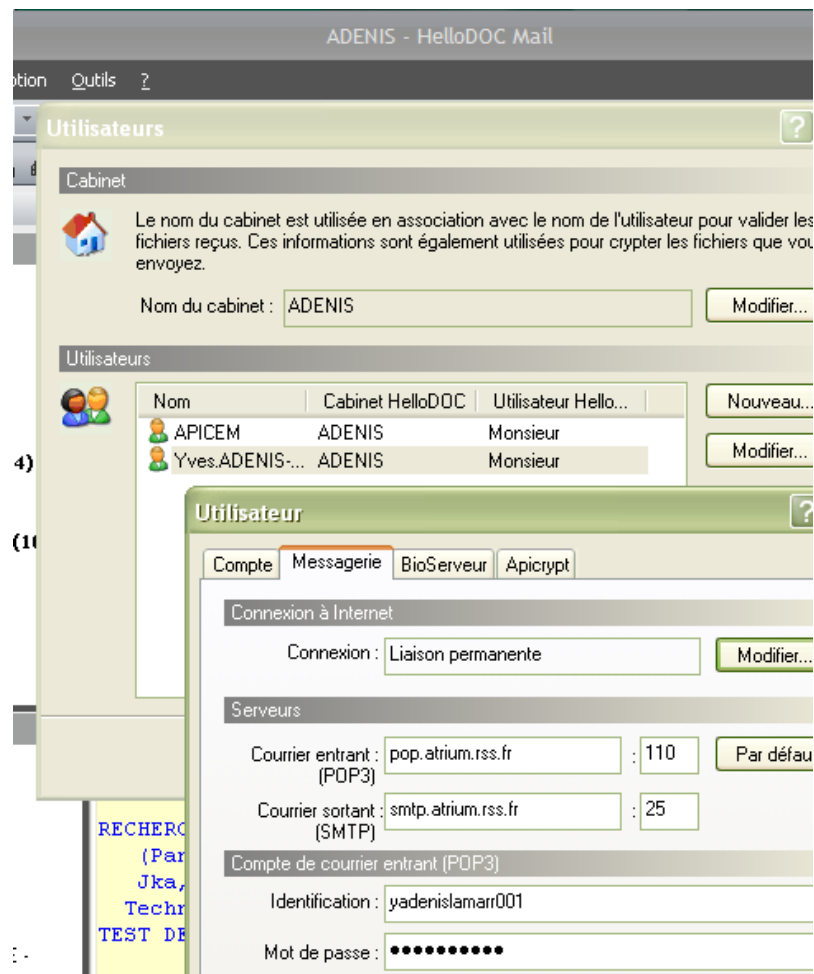 ADENIS - HelloDOC Mail
ption Outils ?
Utilisateurs
Cabinet
Le nom du cabinet est utilisée en association avec le nom de l'utilisateur pour valider les
fichiers reçus. Ces informations sont également utilisées pour crypter les fichiers que vou
envoyez.
Nom du cabinet : ADENIS Modifier...
Utilisateurs
Nom Cabinet HelloDOC Utilisateur Hello... Nouveau...
APICEM ADENIS Monsieur
Yves.ADENIS-... ADENIS Monsieur Modifier...
4)
Utilisateur ?
(10
Compte Messagerie BioServeur Apicrypt
Connexion à Internet
Connexion : Liaison permanente Modifier...
Serveurs
Courrier entrant : pop.atrium.rss.fr : 110 Par défau
(POP3)
Courrier sortant : smtp.atrium.rss.fr : 25
(SMTP)
RECHERC
(Par
Compte de courrier entrant (POP3)
Jka,
Techn
Identification : yadenislamarr001
TEST DE
E -
Mot de passe : ●●●●●●●●●●